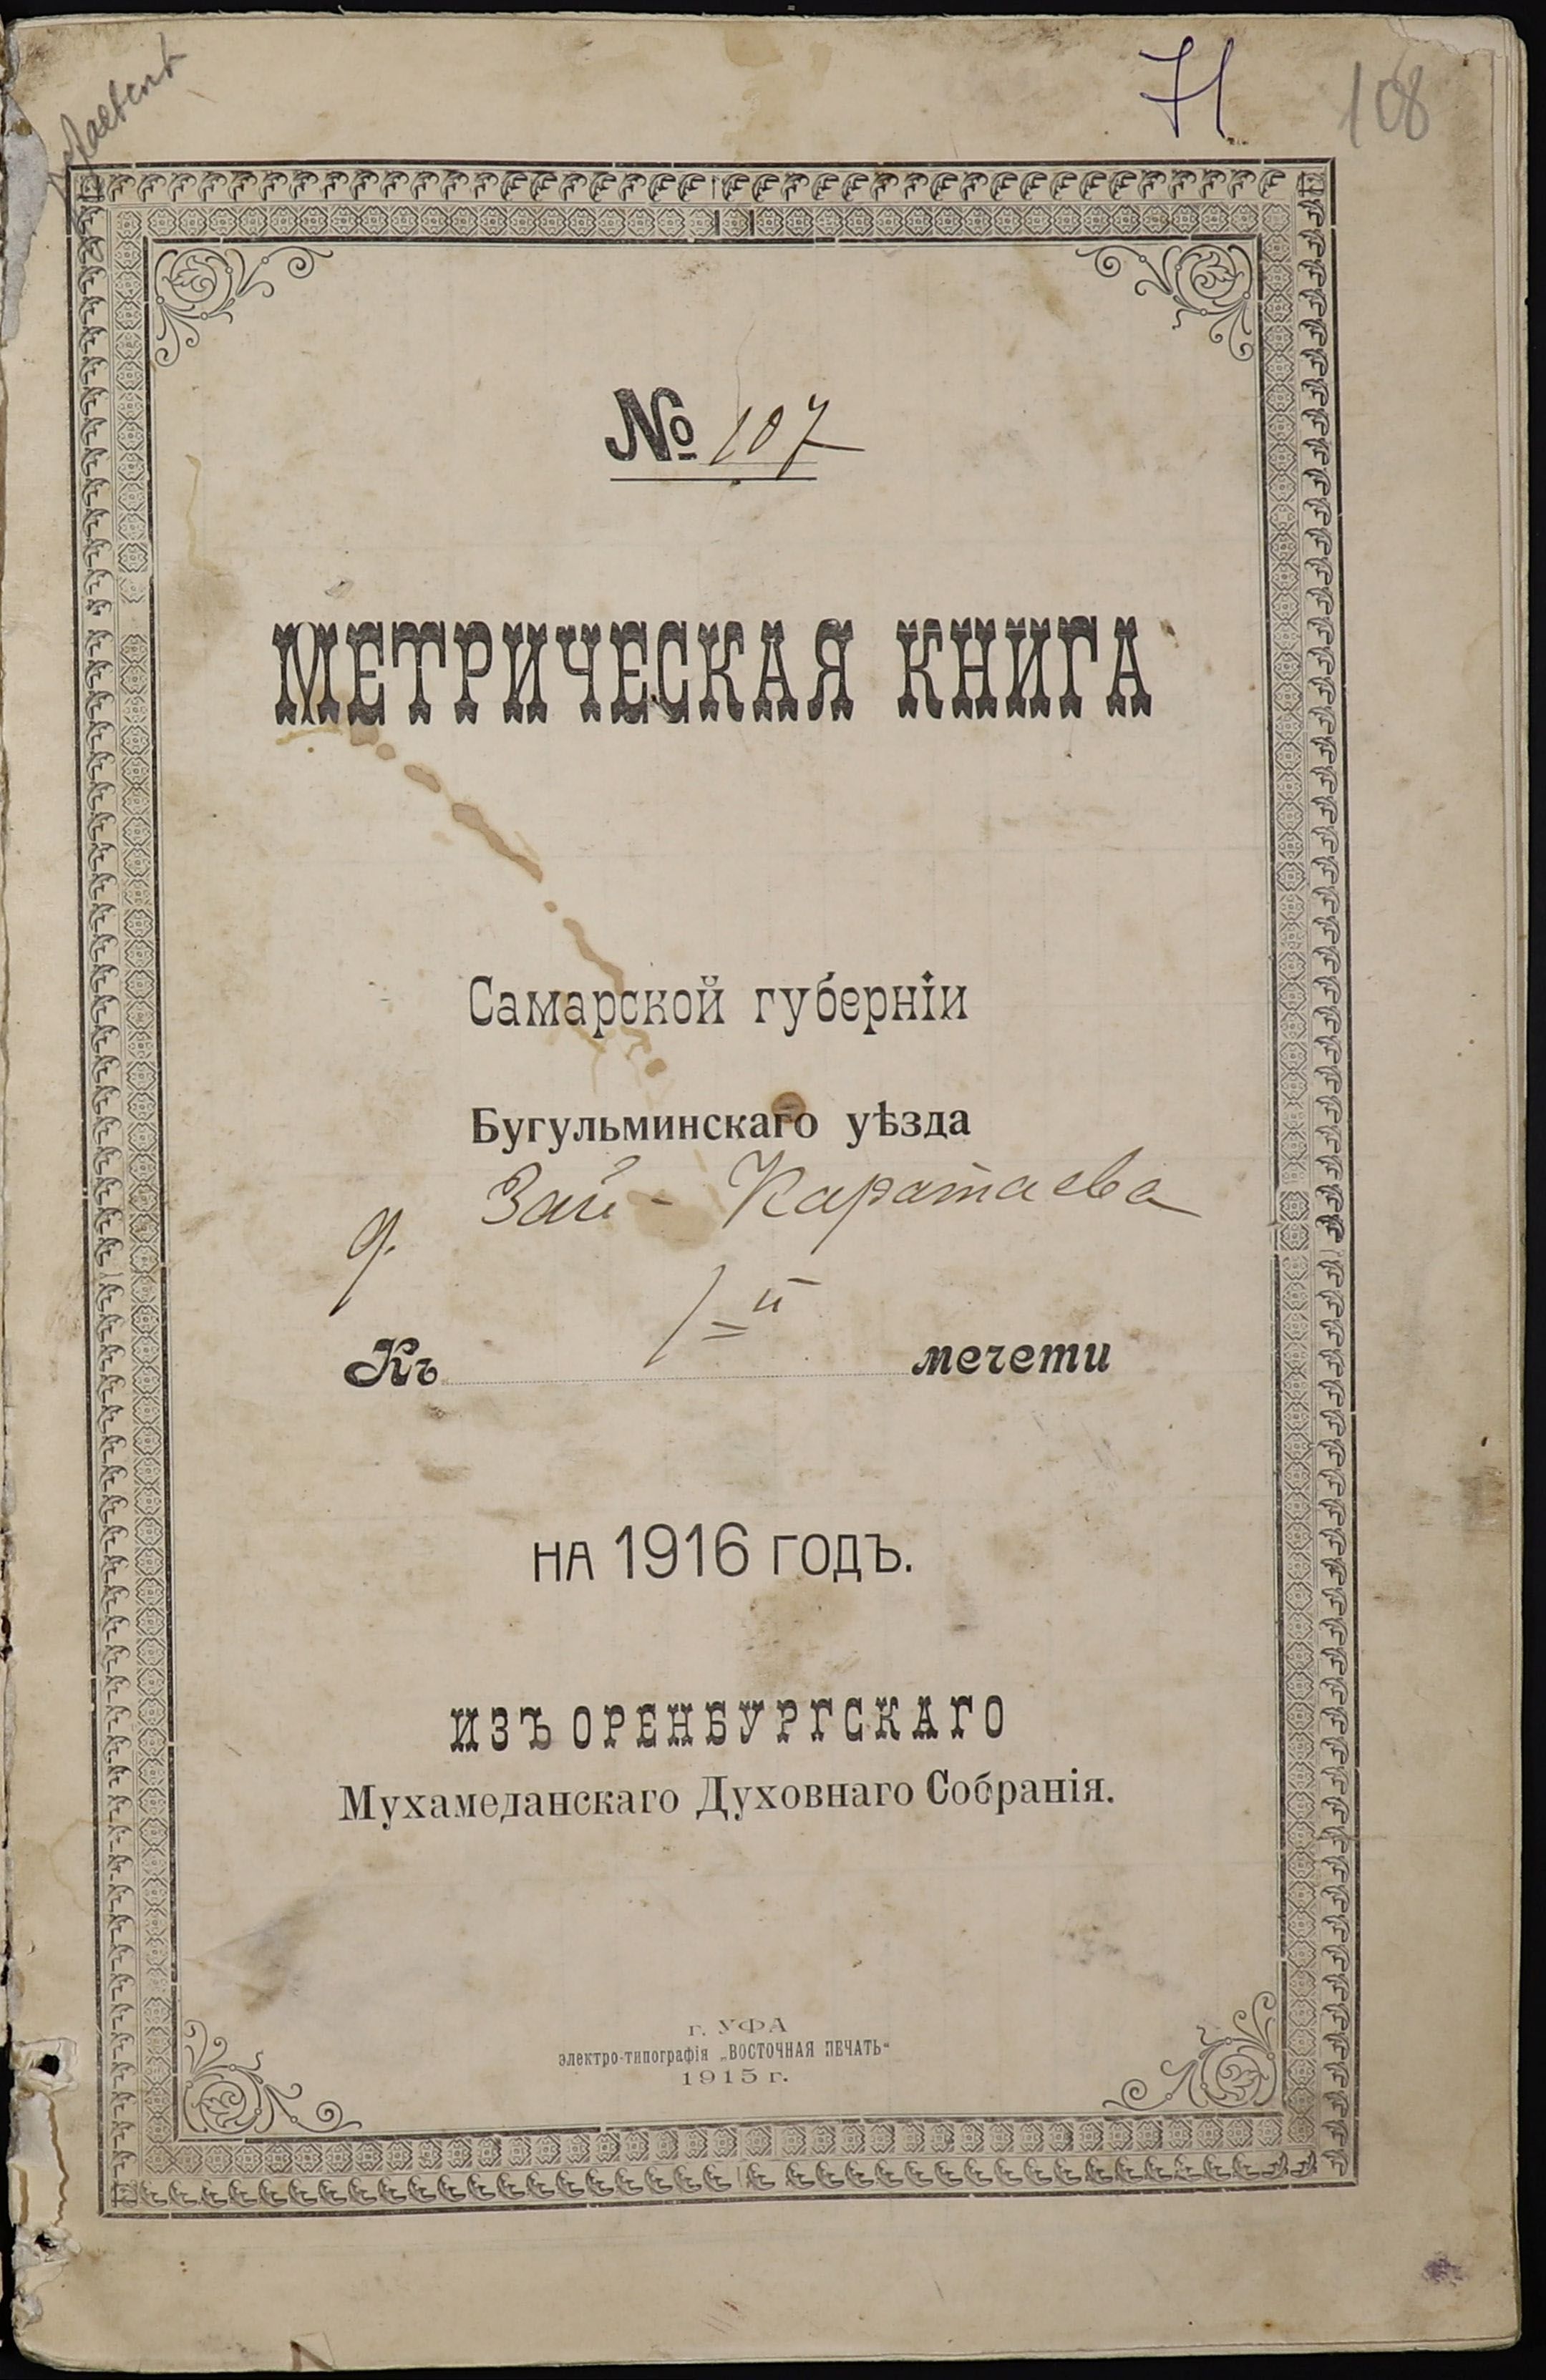 71
108
№ 107
МЕТРИЧЕСКАЯ КНИГА
Самарской губерніи
Бугульминскаго уѣзда
д. Зай-Каратаева
Къ 1-й мечети
НА 1916 ГОДЪ.
ИЗЪ ОРЕНБУРГСКАГО
Мухамеданскаго Духовнаго Собранія.
г. УФА
электро-типографія „ВОСТОЧНАЯ ПЕЧАТЬ“
1915 г.